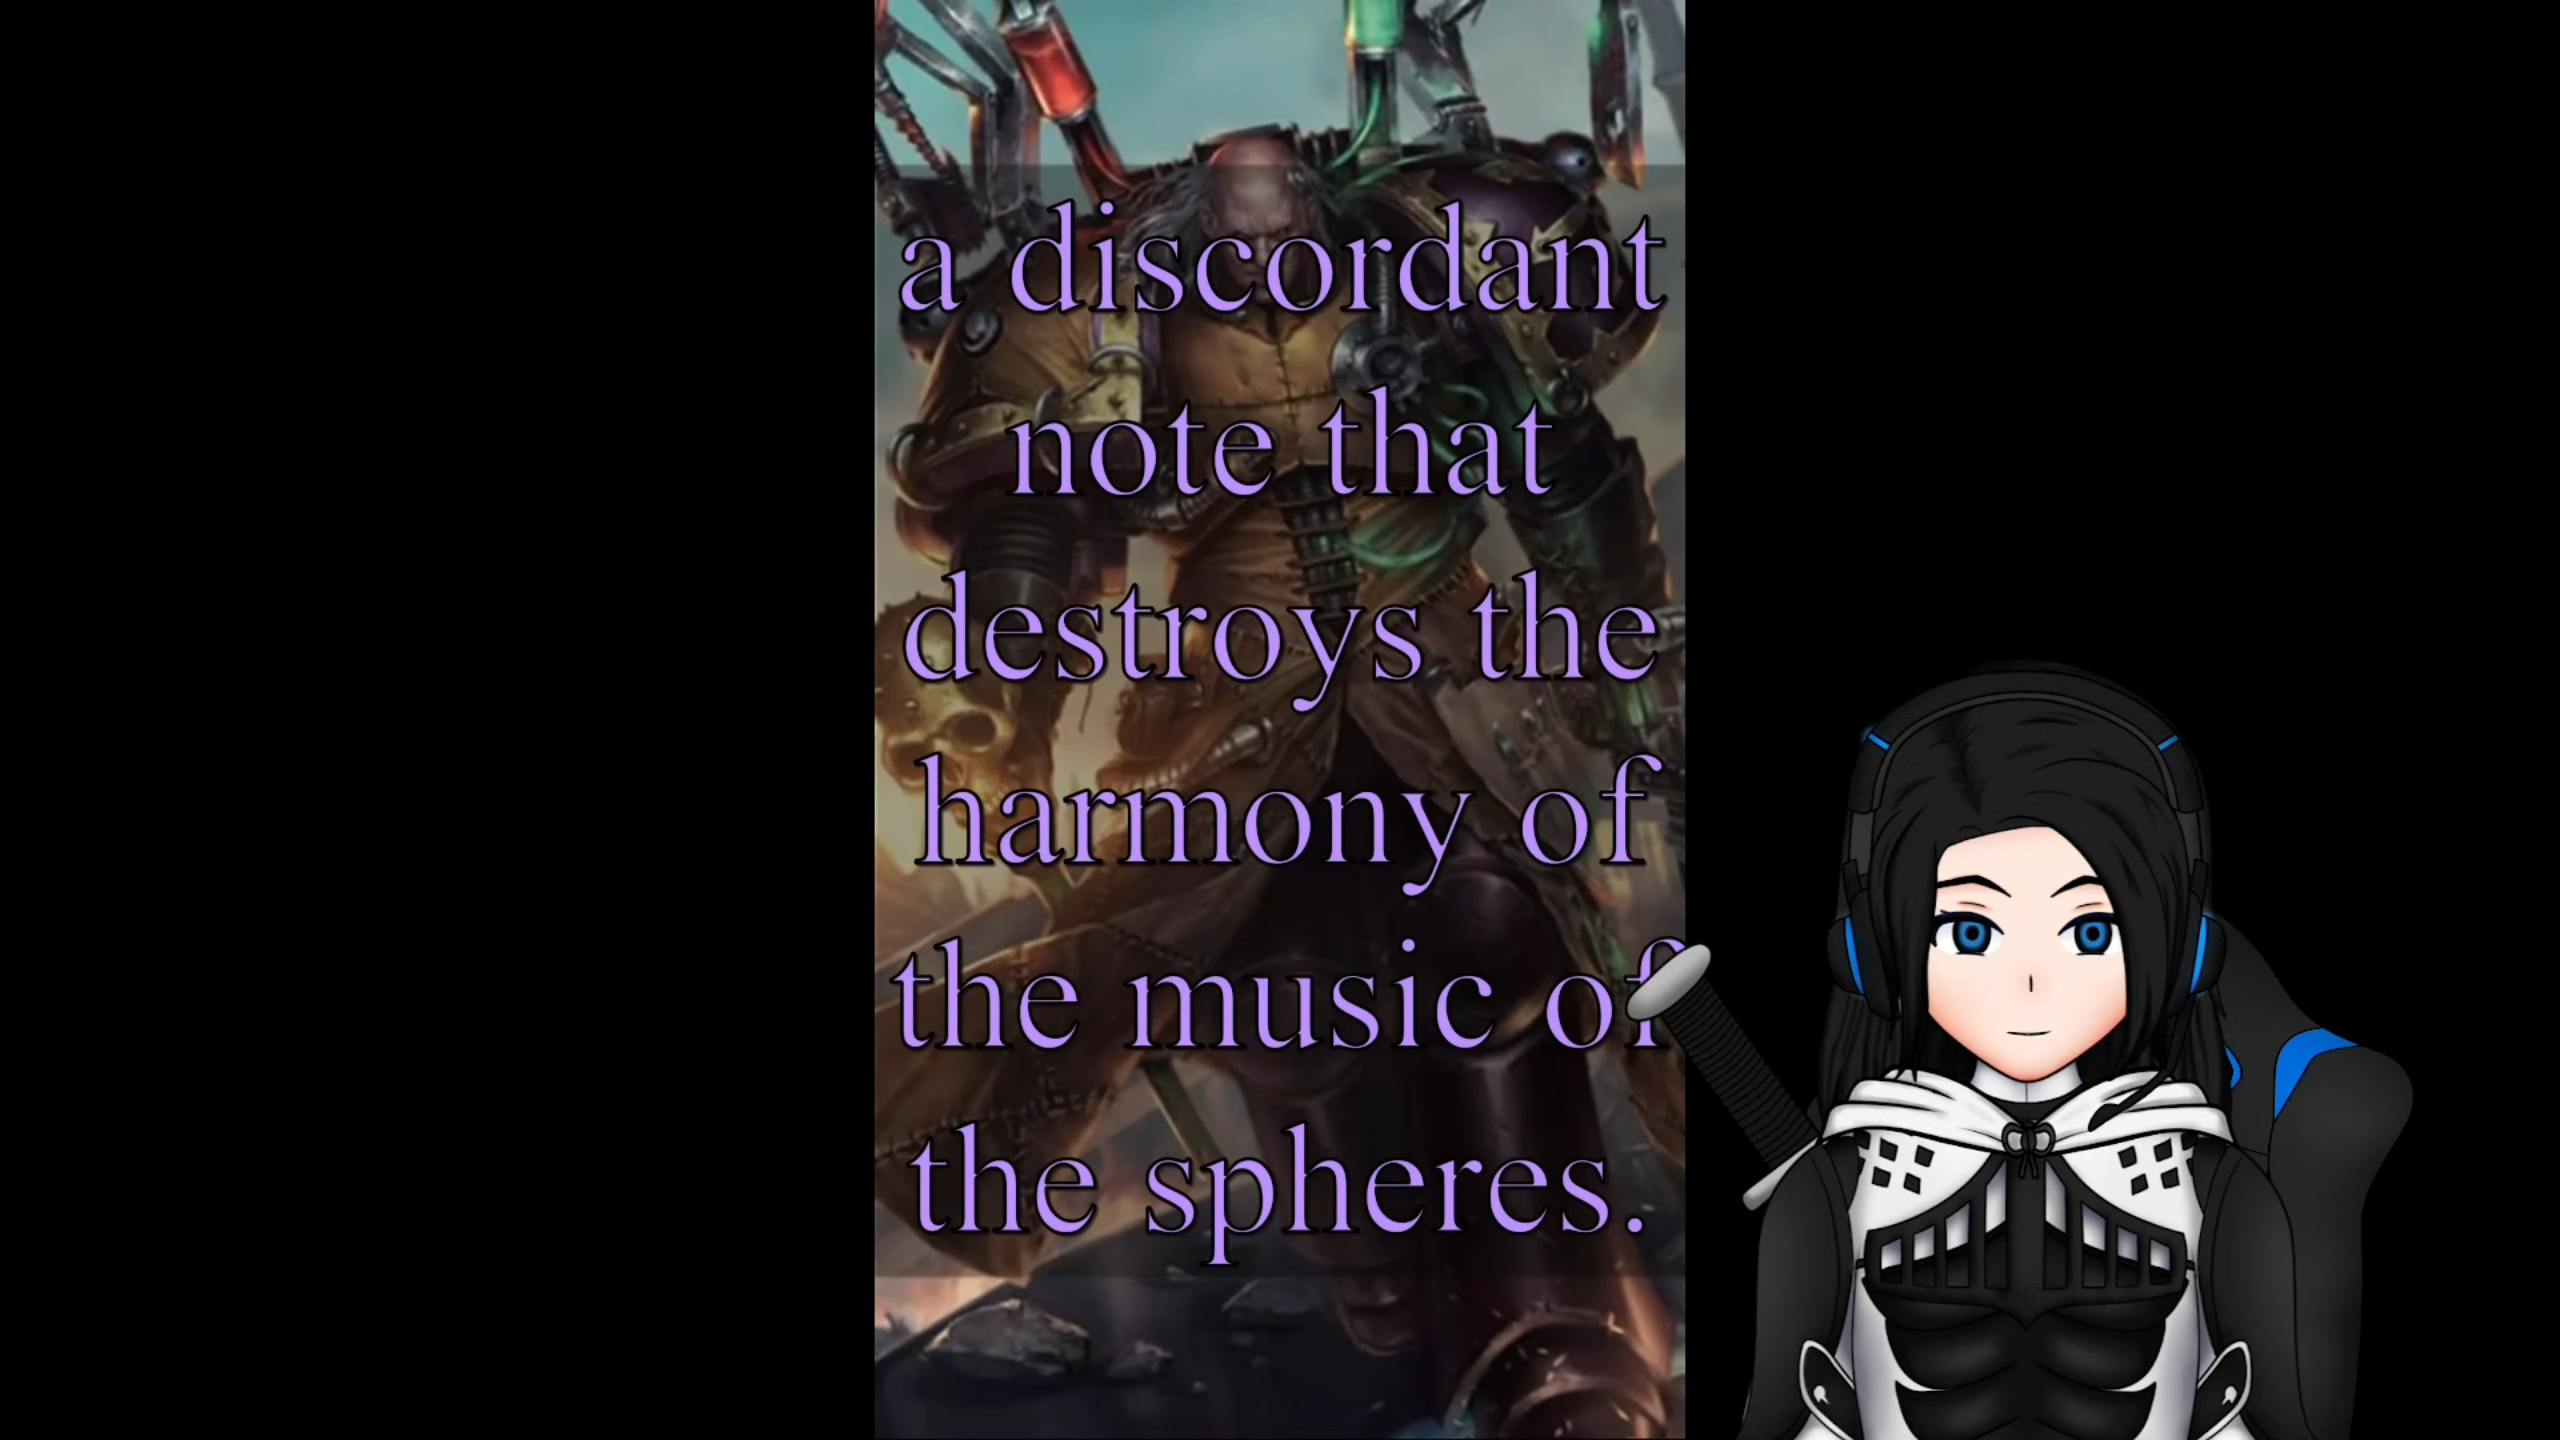 a discordant
note that
destroys the
harmony of
the music of
the spheres.